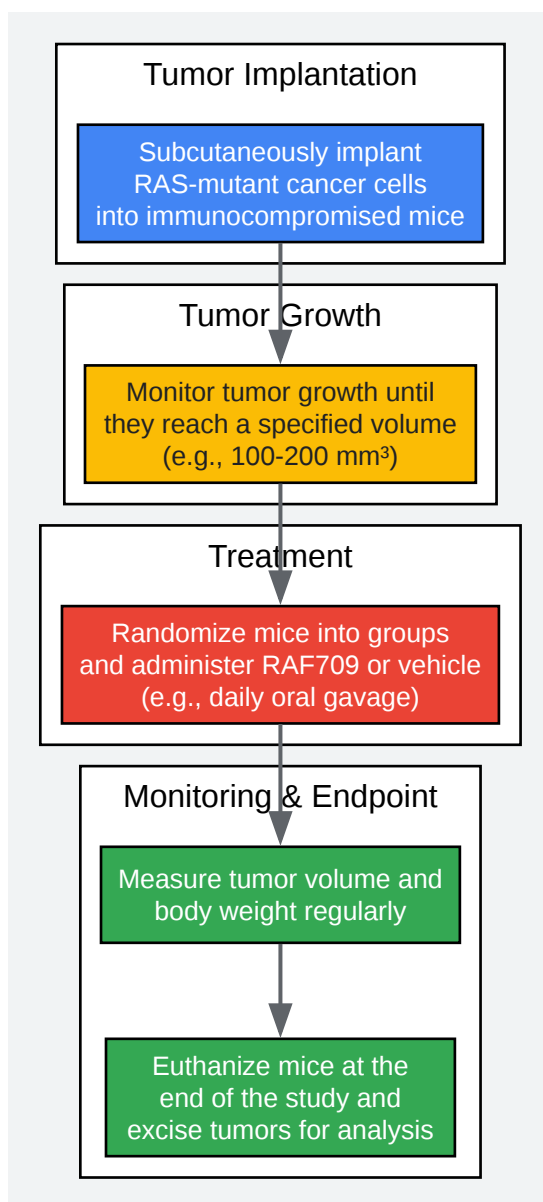 Tumor Implantation
Subcutaneously implant
RAS-mutant cancer cells
into immunocompromised mice
Tumor Growth
Monitor tumor growth until
they reach a specified volume
(e.g., 100-200 mm³)
Treatment
Randomize mice into groups
and administer RAF709 or vehicle
(e.g., daily oral gavage)
Monitoring & Endpoint
Measure tumor volume and
body weight regularly
Euthanize mice at the
end of the study and
excise tumors for analysis